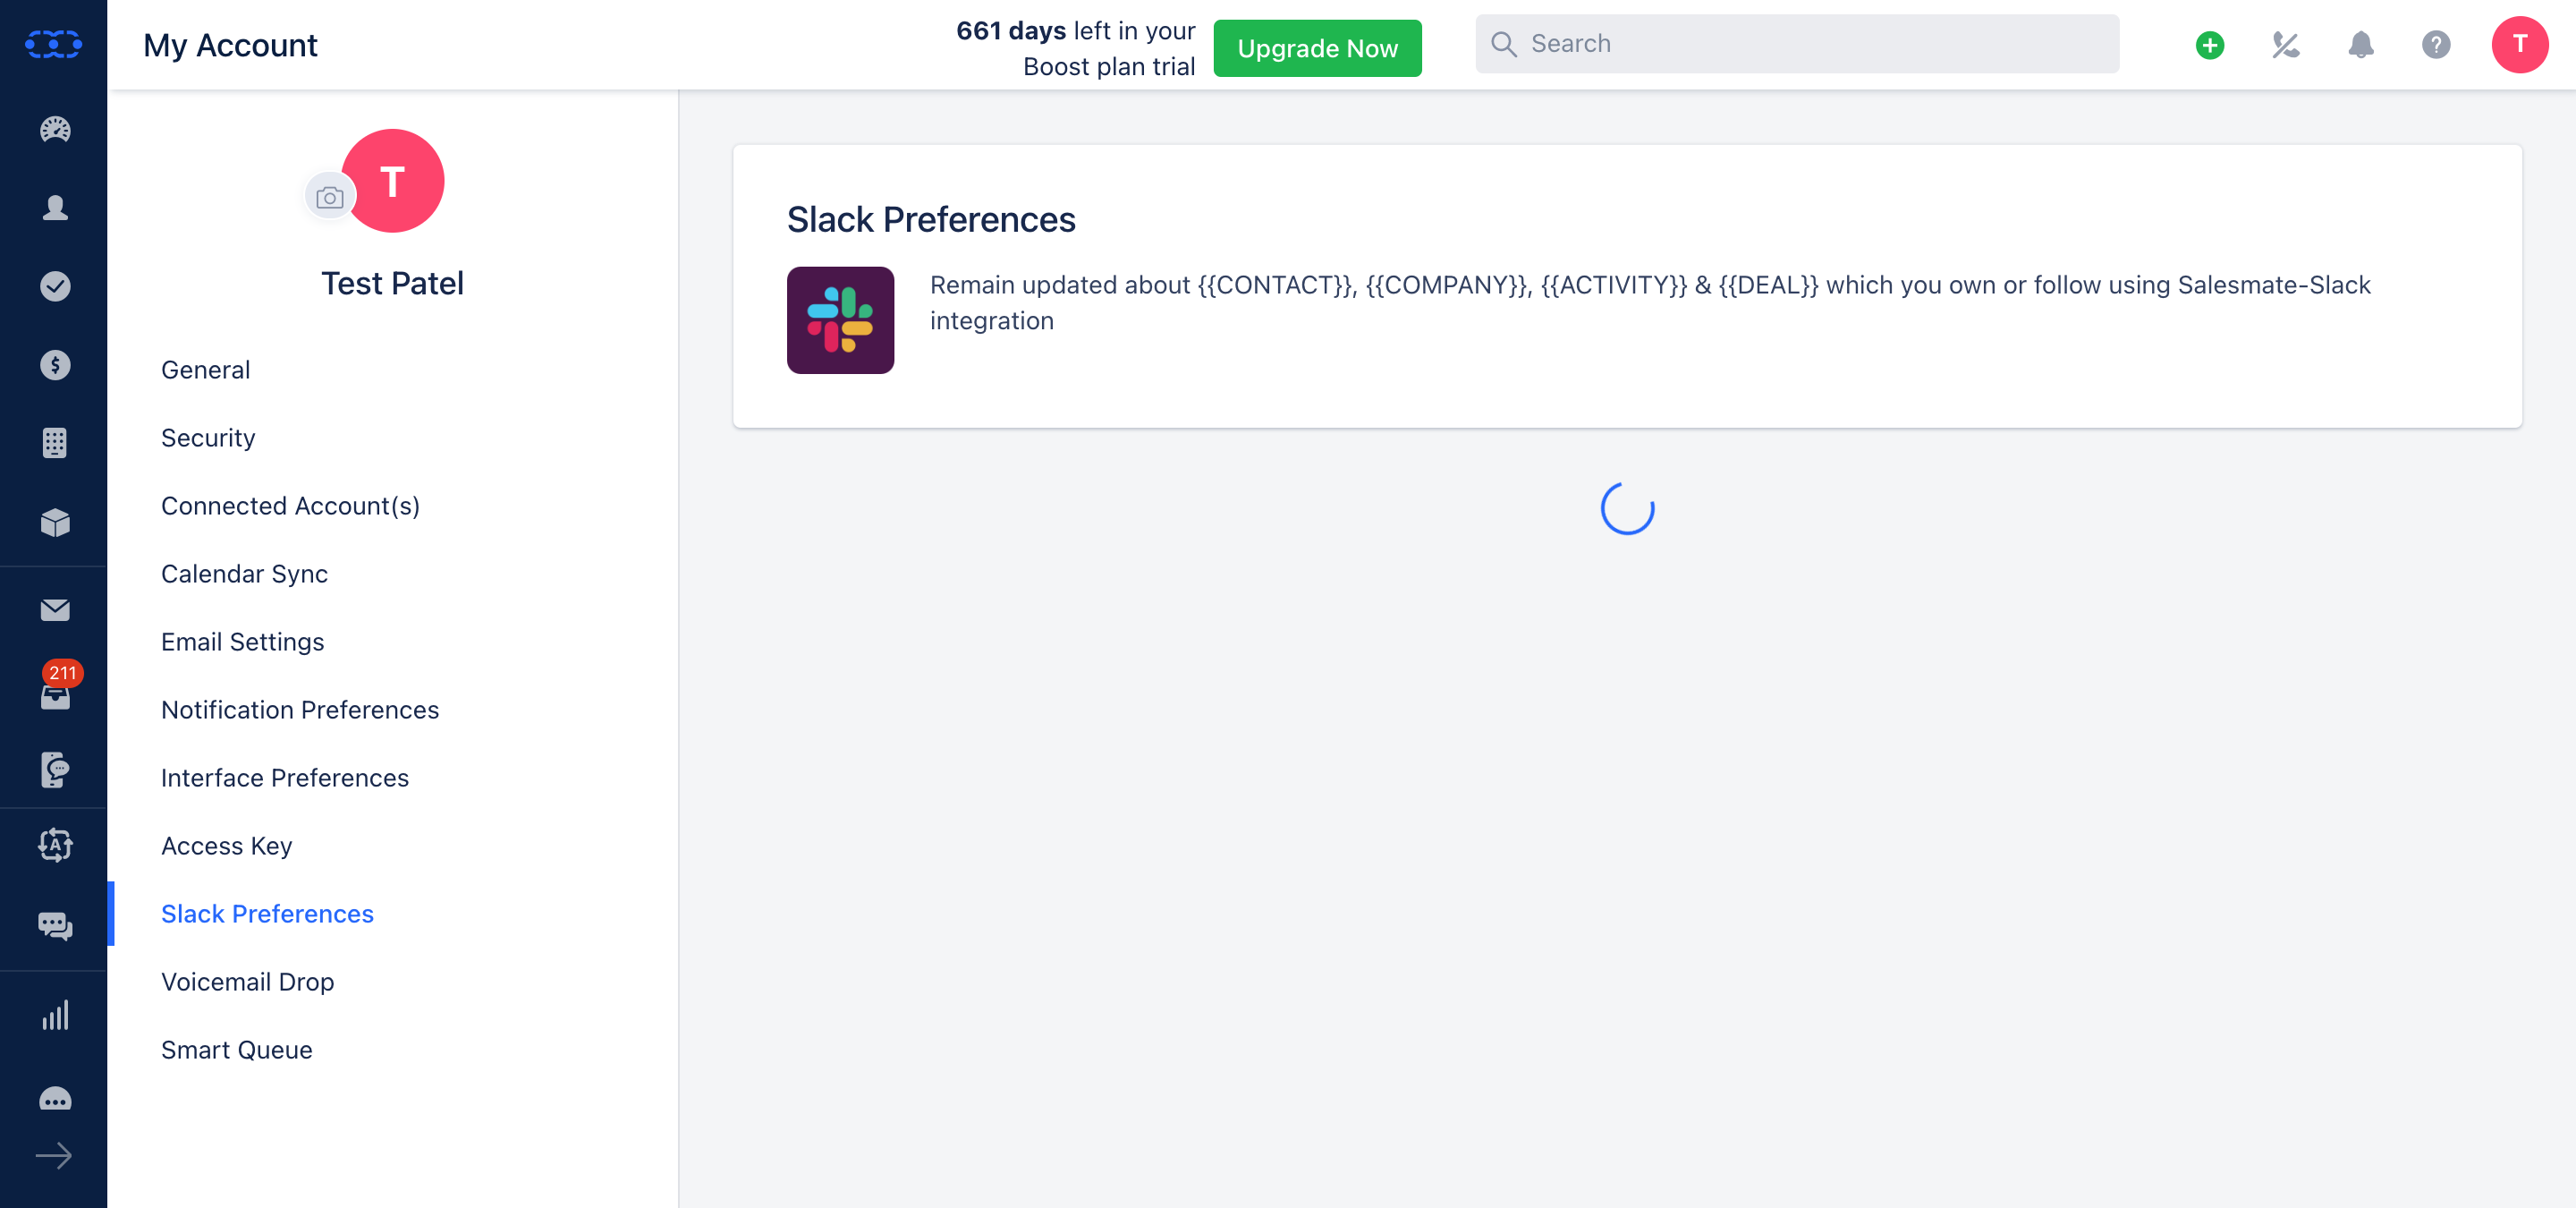 My Account
661 days left in your
Boost plan trial
Upgrade Now
Search
T
T
Test Patel
General
Security
Connected Account(s)
Calendar Sync
Email Settings
Notification Preferences
Interface Preferences
Access Key
Slack Preferences
Voicemail Drop
Smart Queue
211
A
Slack Preferences
Remain updated about {{CONTACT}}, {{COMPANY}}, {{ACTIVITY}} & {{DEAL}} which you own or follow using Salesmate-Slack
integration